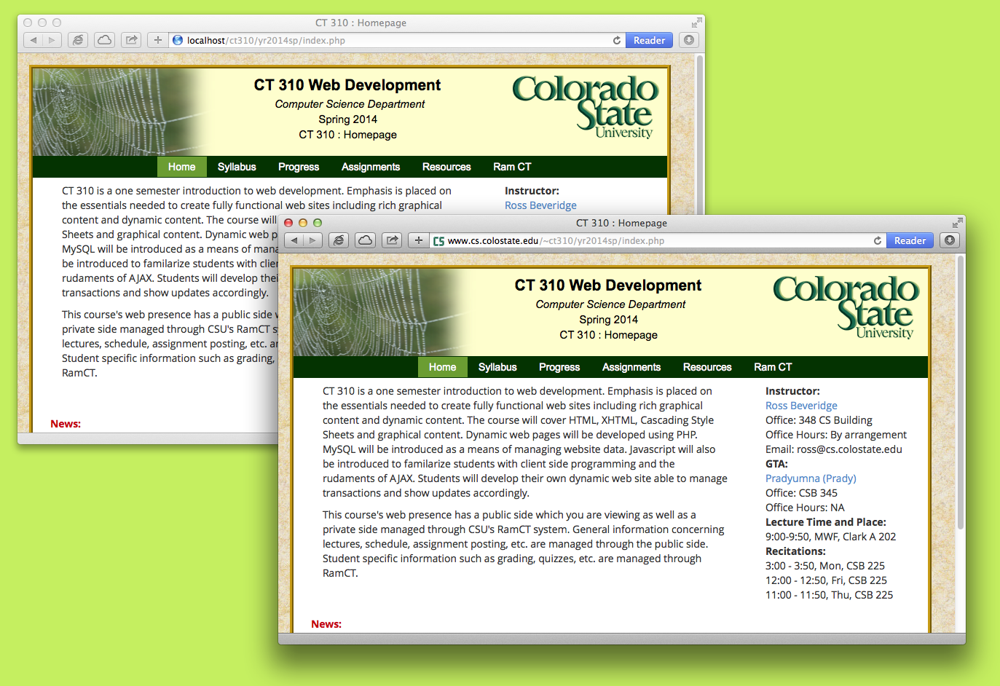 CT 310 : Homepage
localhost/ct310/yr2014sp/index.php
Reader
CT 310 Web Development
Computer Science Department
Spring 2014
CT 310 : Homepage
Colorado
State
University
Home Syllabus Progress Assignments Resources Ram CT
CT 310 is a one semester introduction to web development. Emphasis is placed on
the essentials needed to create fully functional web sites including rich graphical
content and dynamic content. The course will
Sheets and graphical content. Dynamic web p
MySQL will be introduced as a means of mana
be introduced to familarize students with clien
rudaments of AJAX. Students will develop thei
transactions and show updates accordingly.
This course's web presence has a public side w
private side managed through CSU's RamCT s
lectures, schedule, assignment posting, etc. ar
Student specific information such as grading,
RamCT.
News:
Instructor:
Ross Beveridge
CT 310 : Homepage
CS www.cs.colostate.edu/~ct310/yr2014sp/index.php
Reader
CT 310 Web Development
Computer Science Department
Spring 2014
CT 310 : Homepage
Colorado
State
University
Home Syllabus Progress Assignments Resources Ram CT
CT 310 is a one semester introduction to web development. Emphasis is placed on
the essentials needed to create fully functional web sites including rich graphical
content and dynamic content. The course will cover HTML, XHTML, Cascading Style
Sheets and graphical content. Dynamic web pages will be developed using PHP.
MySQL will be introduced as a means of managing website data. Javascript will also
be introduced to familarize students with client side programming and the
rudaments of AJAX. Students will develop their own dynamic web site able to manage
transactions and show updates accordingly.
This course's web presence has a public side which you are viewing as well as a
private side managed through CSU's RamCT system. General information concerning
lectures, schedule, assignment posting, etc. are managed through the public side.
Student specific information such as grading, quizzes, etc. are managed through
RamCT.
News:
Instructor:
Ross Beveridge
Office: 348 CS Building
Office Hours: By arrangement
Email: ross@cs.colostate.edu
GTA:
Pradyumna (Prady)
Office: CSB 345
Office Hours: NA
Lecture Time and Place:
9:00-9:50, MWF, Clark A 202
Recitations:
3:00 - 3:50, Mon, CSB 225
12:00 - 12:50, Fri, CSB 225
11:00 - 11:50, Thu, CSB 225